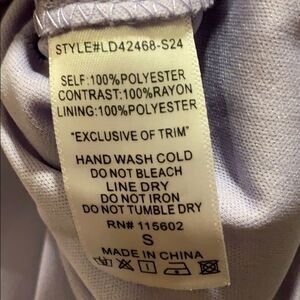 STYLE#LD42468-S24
SELF:100%POLYESTER
CONTRAST:100%RAYON
LINING:100%POLYESTER
"EXCLUSIVE OF TRIM"
HAND WASH COLD
DO NOT BLEACH
LINE DRY
DO NOT IRON
DO NOT TUMBLE DRY
RN# 115602
S
MADE IN CHINA